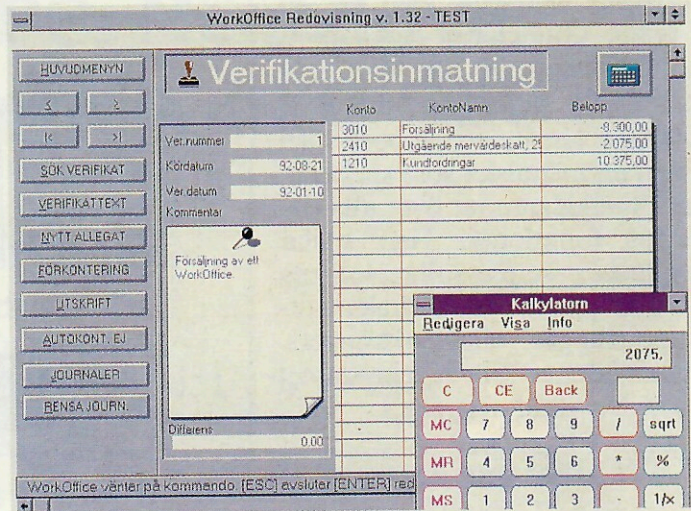 WorkOffice Redovisning v. 1.32 - TEST
HUVUDMENYN
< >
|< >|
SÖK VERIFIKAT
VERIFIKATTEXT
NYTT ALLEGAT
FÖRKONTERING
UTSKRIFT
AUTOKONT. EJ
JOURNALER
RENSA JOURN.
Verifikationsinmatning
Ver.nummer 1
Kördatum 92-08-21
Ver.datum 92-01-10
Kommentar
Försäljning av ett
WorkOffice.
Differens
0.00
Konto KontoNamn Belopp
3010 Försäljning -8.300,00
2410 Utgående mervärdeskatt, 25 -2.075,00
1210 Kundfordringar 10.375,00
Kalkylatorn
Redigera Visa Info
2075,
C CE Back
MC 7 8 9 / sqrt
MR 4 5 6 * %
MS 1 2 3 - 1/x
WorkOffice väntar på kommando. [ESC] avslutar [ENTER] red